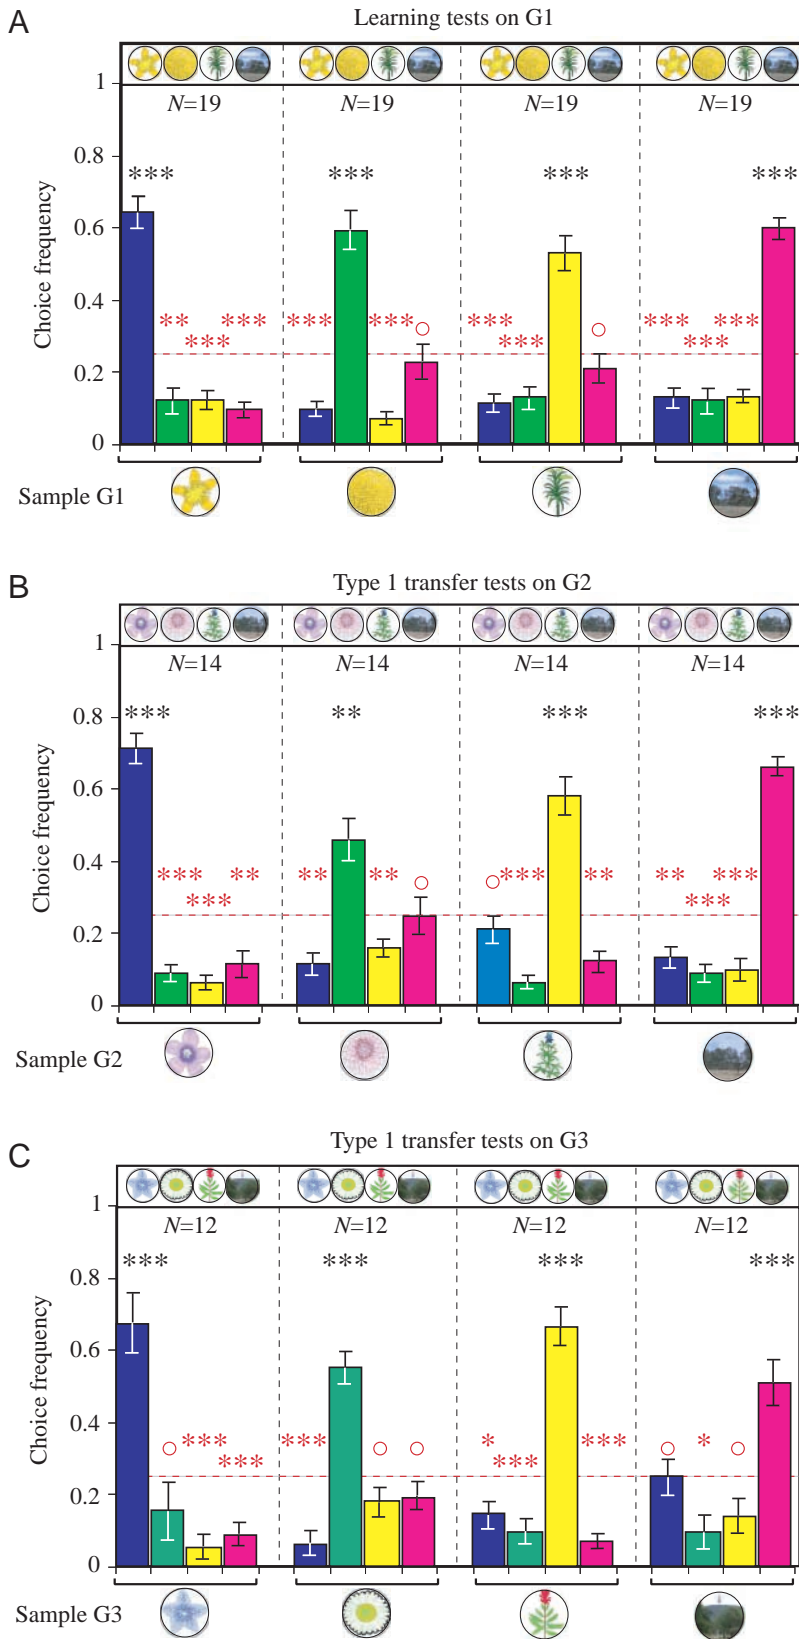 A
Learning tests on G1
1
N=19 N=19 N=19 N=19
0.8
*** *** *** ***
0.6
Choice frequency
0.4
** *** *** *** *** *** ***
*** *** ***
0.2
0
Sample G1
B
Type 1 transfer tests on G2
1
N=14 N=14 N=14 N=14
0.8
*** ** *** ***
0.6
Choice frequency
0.4
*** ** ** ** *** ** ** ***
*** ***
0.2
0
Sample G2
C
Type 1 transfer tests on G3
1
N=12 N=12 N=12 N=12
*** *** *** ***
0.8
0.6
Choice frequency
0.4
*** *** * *** *
*** ***
0.2
0
Sample G3